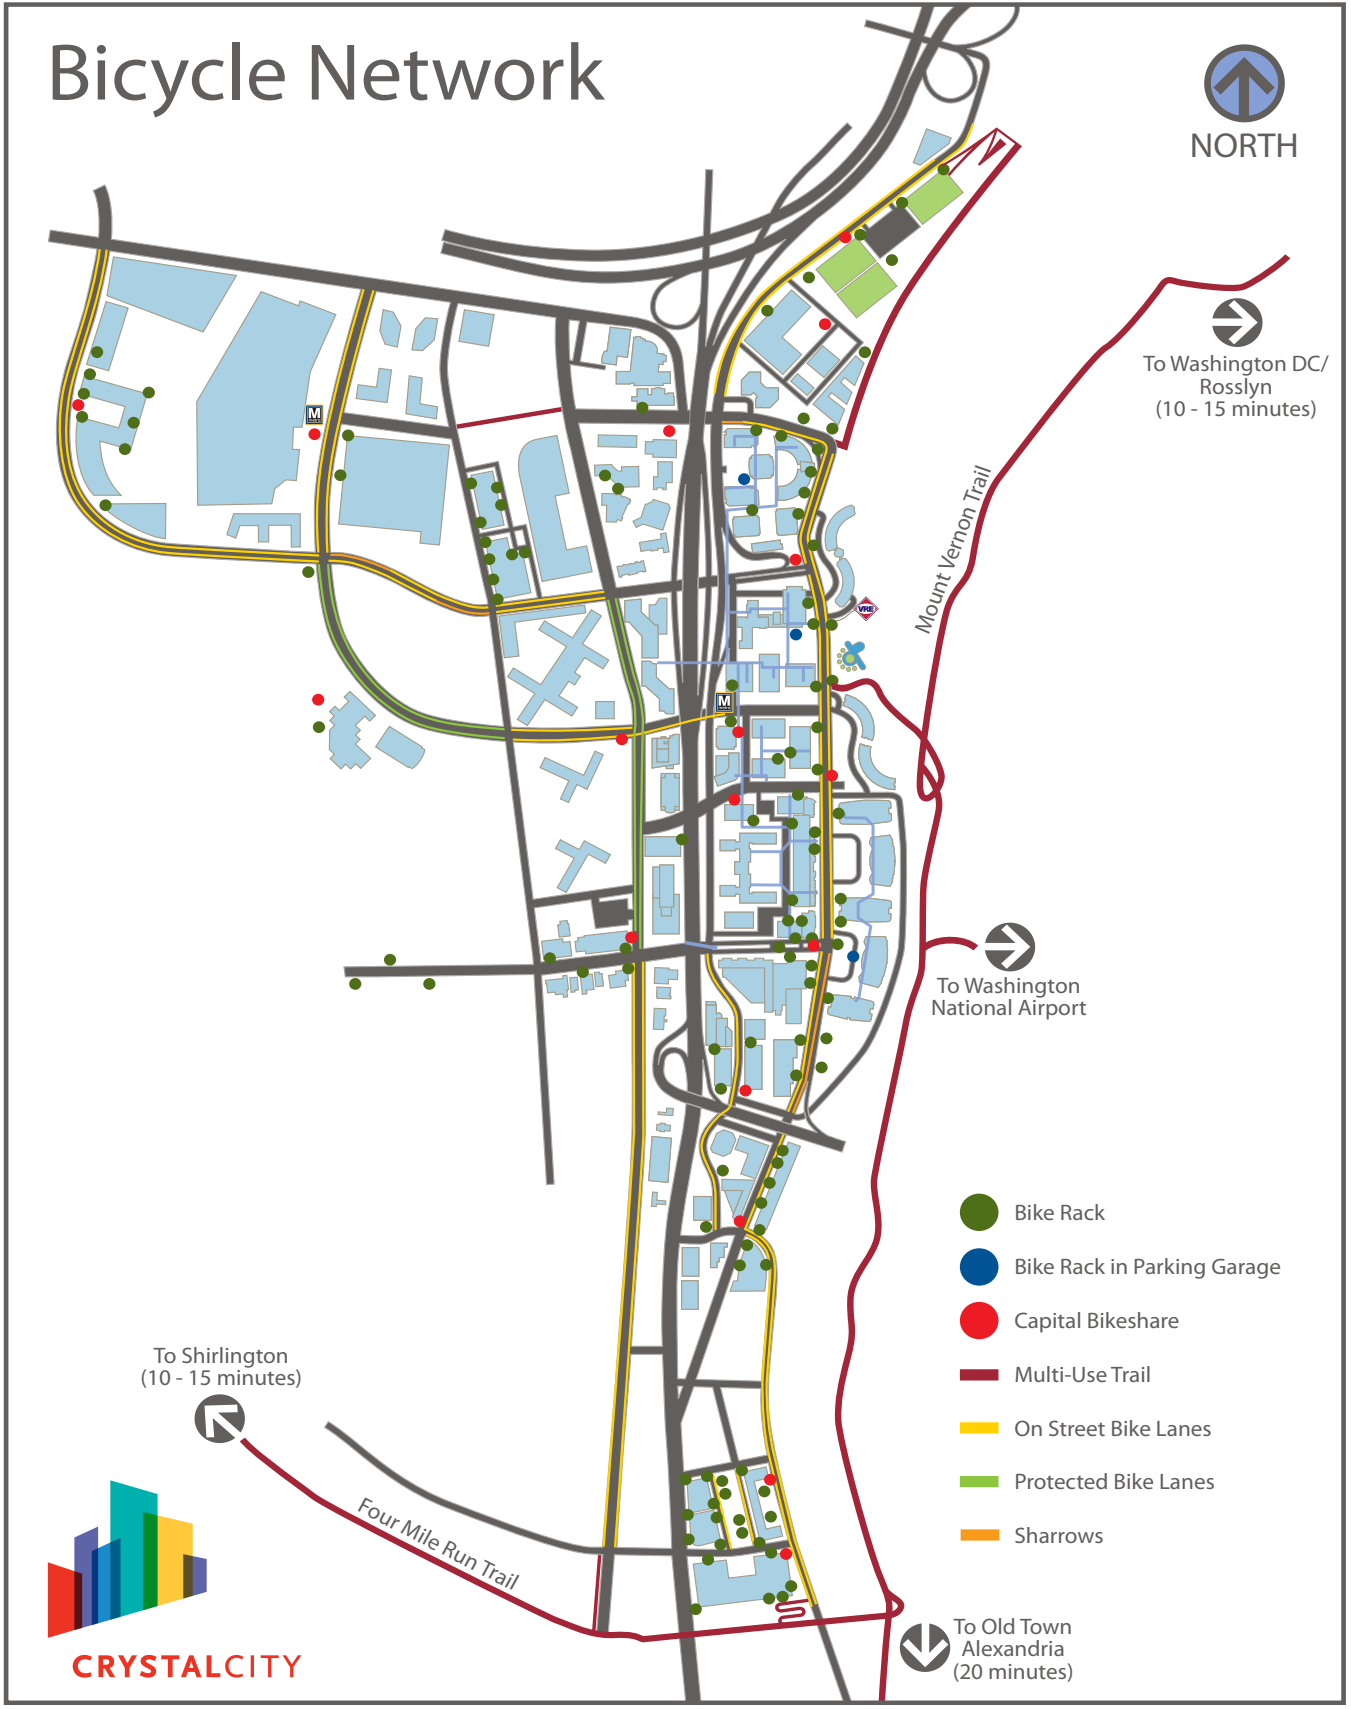 Bicycle Network
NORTH
To Washington DC/
Rosslyn
(10 - 15 minutes)
M
Mount Vernon Trail
VRE
M
To Washington
National Airport
Bike Rack
Bike Rack in Parking Garage
Capital Bikeshare
Multi-Use Trail
On Street Bike Lanes
Protected Bike Lanes
Sharrows
To Shirlington
(10 - 15 minutes)
Four Mile Run Trail
To Old Town
Alexandria
(20 minutes)
CRYSTALCITY